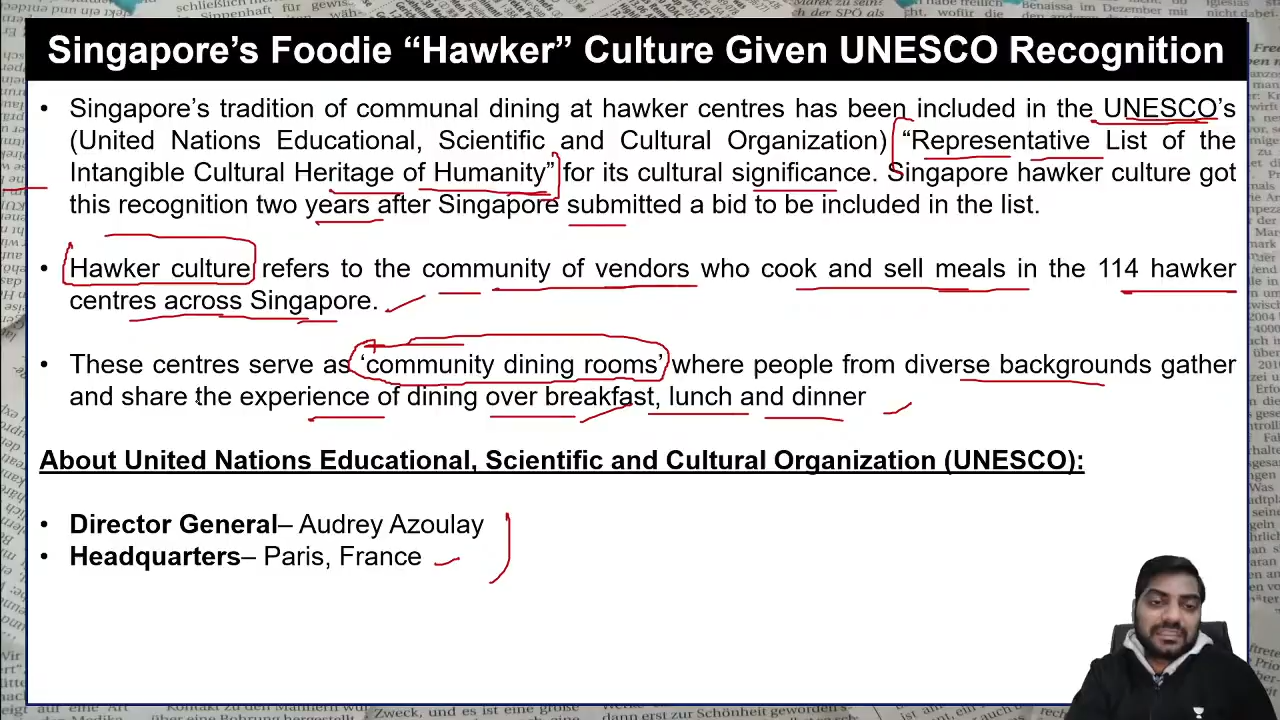 Singapore's Foodie “Hawker” Culture Given UNESCO Recognition
• Singapore's tradition of communal dining at hawker centres has been included in the UNESCO's
(United Nations Educational, Scientific and Cultural Organization) “Representative List of the
Intangible Cultural Heritage of Humanity” for its cultural significance. Singapore hawker culture got
this recognition two years after Singapore submitted a bid to be included in the list.
• Hawker culture refers to the community of vendors who cook and sell meals in the 114 hawker
centres across Singapore.
• These centres serve as ‘community dining rooms’ where people from diverse backgrounds gather
and share the experience of dining over breakfast, lunch and dinner
About United Nations Educational, Scientific and Cultural Organization (UNESCO):
• Director General– Audrey Azoulay
• Headquarters– Paris, France